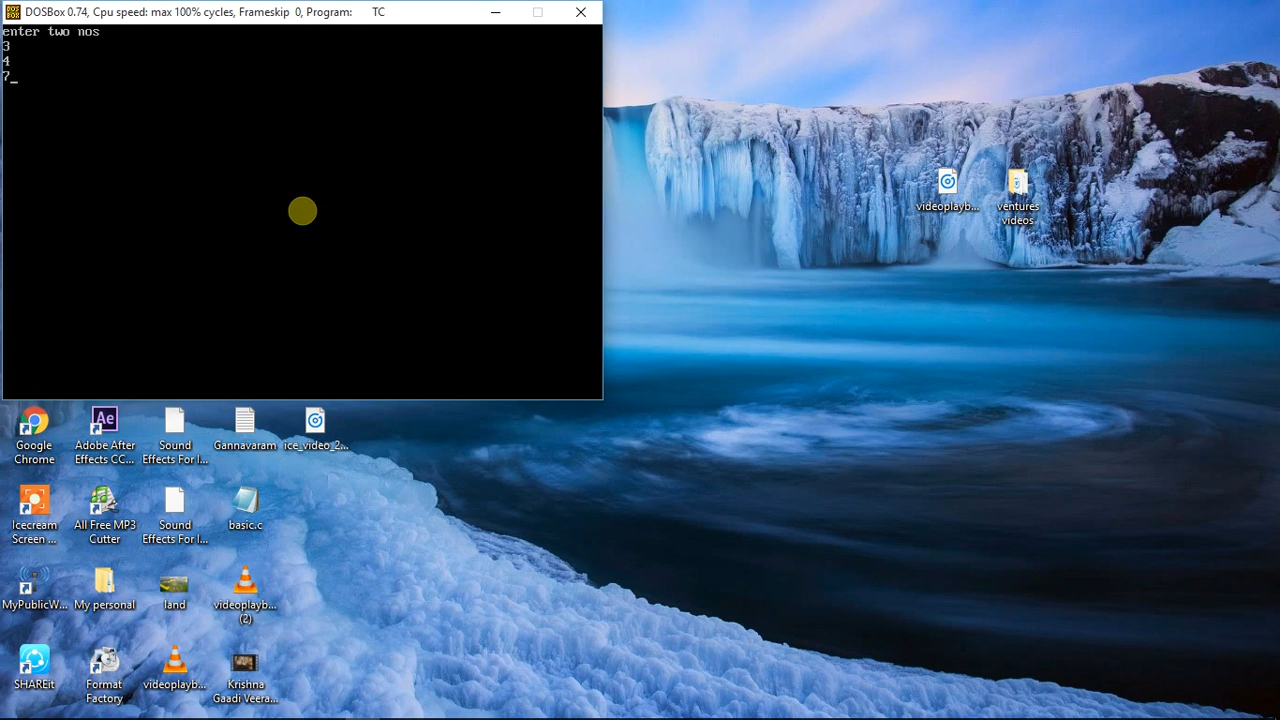 DOSBox 0.74, Cpu speed: max 100% cycles, Frameskip 0, Program: TC
enter two nos
3
4
7_
videoplayb...
ventures
videos
Google
Chrome
Adobe After
Effects CC...
Sound
Effects For I...
Gannavaram
ice_video_2...
Icecream
Screen ...
All Free MP3
Cutter
Sound
Effects For I...
basic.c
MyPublicW...
My personal
land
videoplayb...
(2)
SHAREit
Format
Factory
videoplayb...
Krishna
Gaadi Veera...
Ae